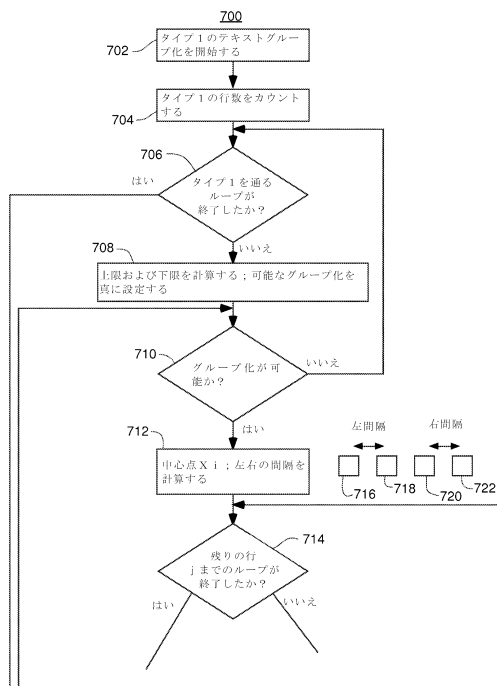 700
タイプ１のテキストグループ
化を開始する
702
タイプ１の行数をカウント
する
704
706
はい
タイプ１を通る
ループが
終了したか？
いいえ
708
上限および下限を計算する；可能なグループ化を
真に設定する
710
グループ化が可
能か？
いいえ
はい
712
中心点Ｘｉ；左右の間隔を
計算する
左間隔
右間隔
716
718
720
722
714
残りの行
ｊまでのループが
終了したか？
はい
いいえ